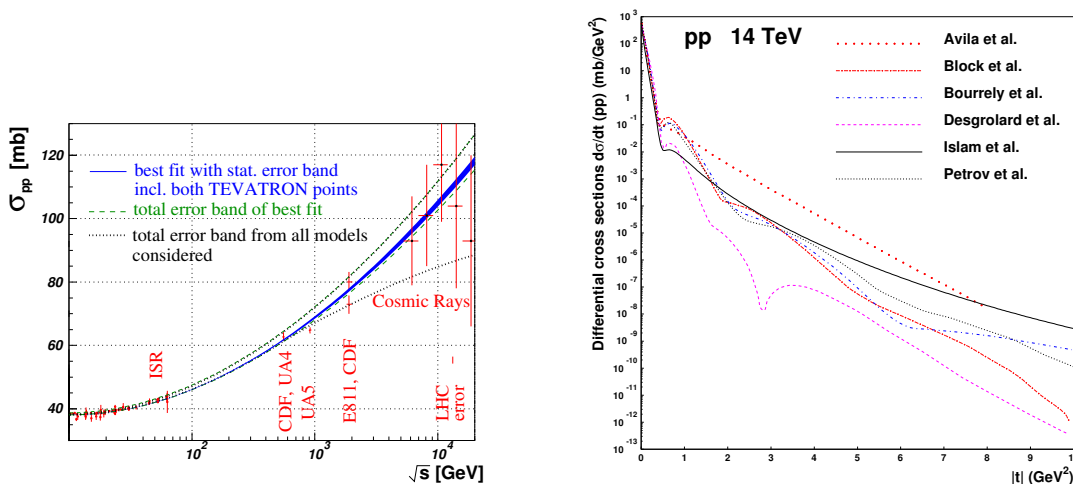 σpp [mb]
140
120
100
80
60
40
best fit with stat. error band
incl. both TEVATRON points
total error band of best fit
total error band from all models
considered
Cosmic Rays
ISR
CDF, UA4
UA5
E811, CDF
LHC
error
10²
10³
10⁴
√s [GeV]
Differential cross sections dσ/dt (pp) (mb/GeV²)
pp 14 TeV
Avila et al.
Block et al.
Bourrely et al.
Desgrolard et al.
Islam et al.
Petrov et al.
10³
10²
10
1
10⁻¹
10⁻²
10⁻³
10⁻⁴
10⁻⁵
10⁻⁶
10⁻⁷
10⁻⁸
10⁻⁹
10⁻¹⁰
10⁻¹¹
10⁻¹²
10⁻¹³
0 1 2 3 4 5 6 7 8 9 10
|t| (GeV²)